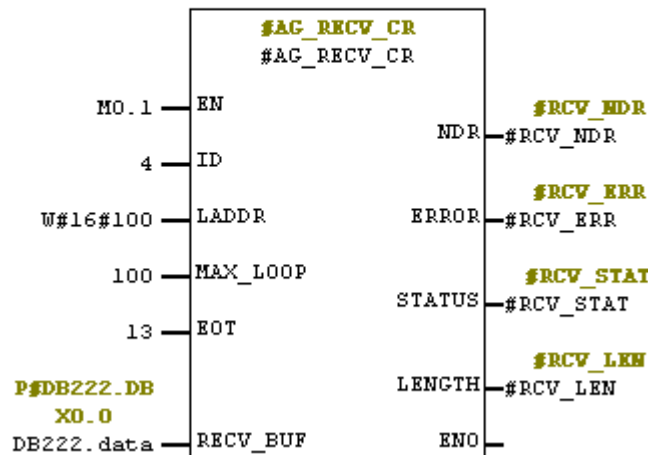 #AG_RECV_CR
#AG_RECV_CR
M0.1 EN
#RCV_NDR
NDR #RCV_NDR
4 ID
#RCV_ERR
W#16#100 LADDR ERROR #RCV_ERR
100 MAX_LOOP
#RCV_STAT
STATUS #RCV_STAT
13 EOT
#RCV_LEN
P#DB222.DB
LENGTH #RCV_LEN
X0.0
DB222.data RECV_BUF ENO